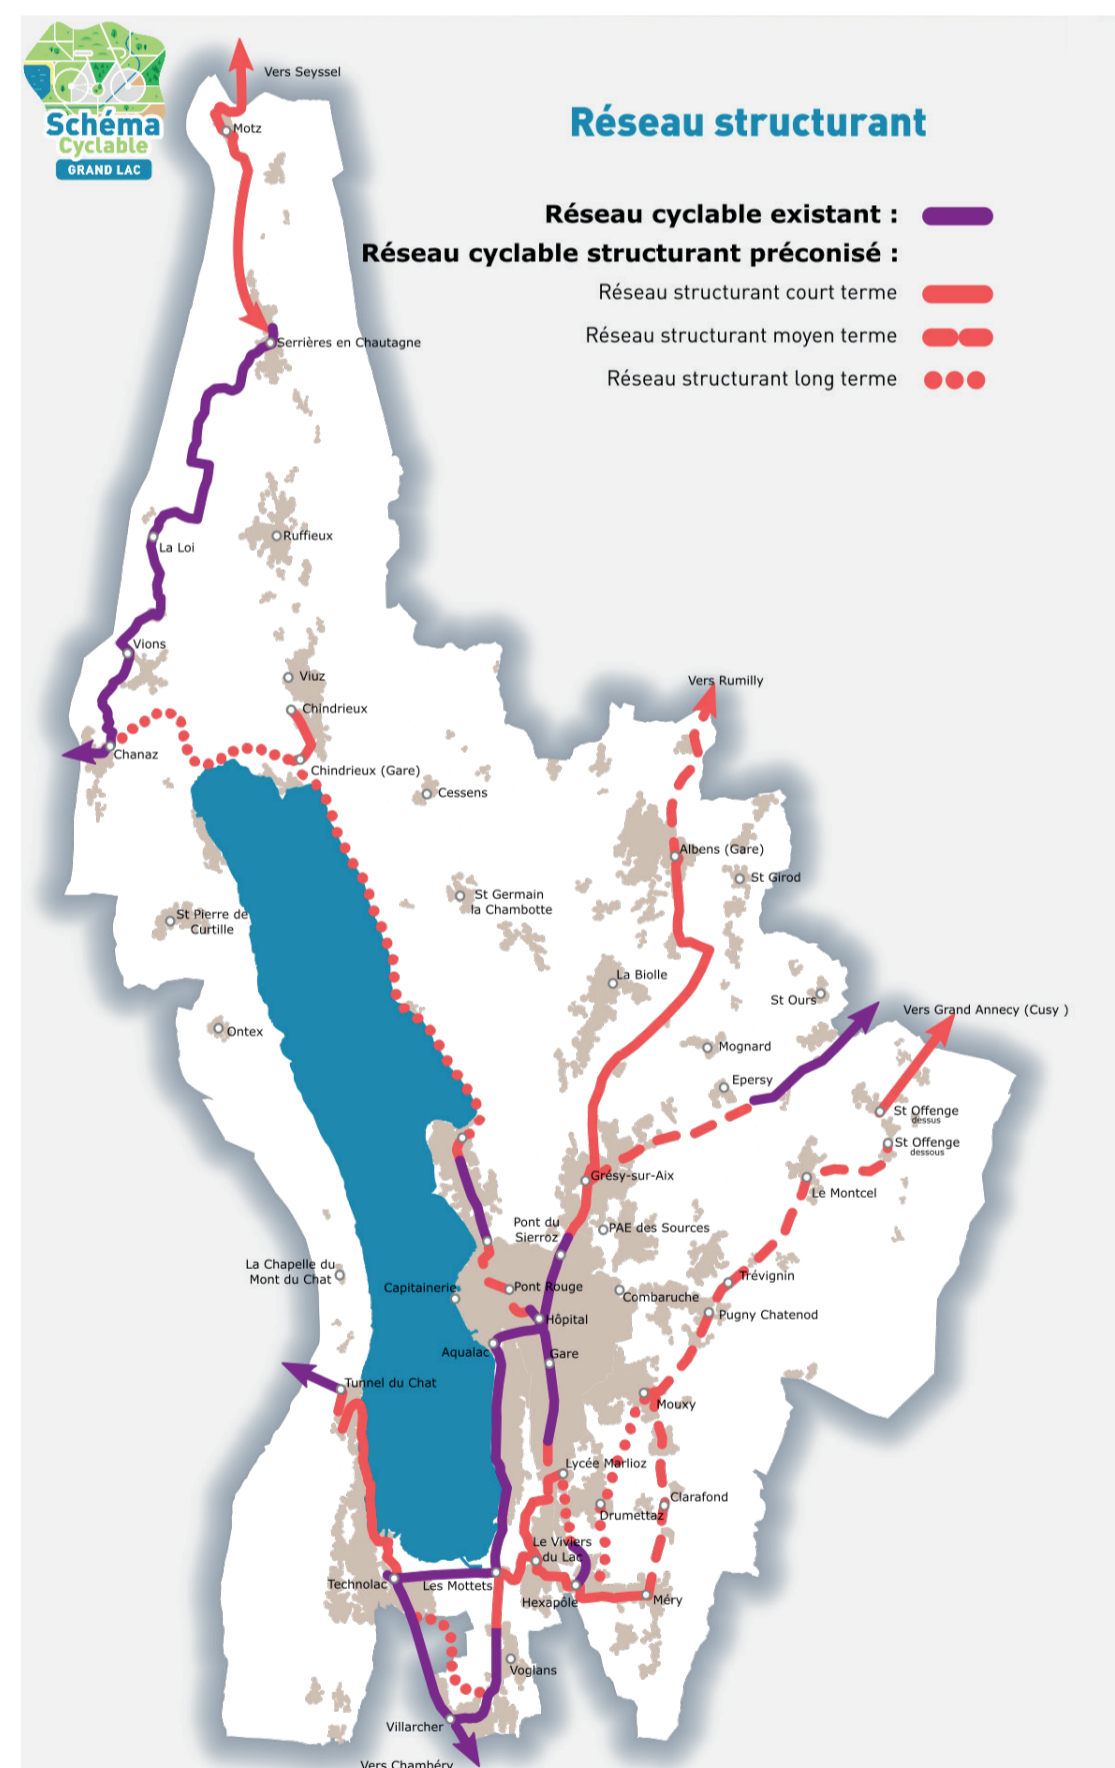 Schéma
Cyclable
GRAND LAC
Réseau structurant
Réseau cyclable existant :
Réseau cyclable structurant préconisé :
Réseau structurant court terme
Réseau structurant moyen terme
Réseau structurant long terme
Vers Seyssel
Motz
Serrières en Chautagne
Ruffieux
La Loi
Vions
Viuz
Chindrieux
Chanaz
Chindrieux (Gare)
Cessens
Vers Rumilly
Albens (Gare)
St Girod
St Germain
la Chambotte
St Pierre de
Curtille
La Biolle
St Ours
Vers Grand Annecy (Cusy )
Ontex
Mognard
Epersy
St Offenge
dessus
St Offenge
dessous
Grésy-sur-Aix
Le Montcel
Pont du
Sierroz
PAE des Sources
La Chapelle du
Mont du Chat
Capitainerie
Pont Rouge
Combaruche
Trévignin
Pugny Chatenod
Hôpital
Aqualac
Gare
Tunnel du Chat
Mouxy
Lycée Marlioz
Clarafond
Drumettaz
Le Viviers
du Lac
Technolac
Les Mottets
Hexapôle
Méry
Voglans
Villarcher
Vers Chambéry